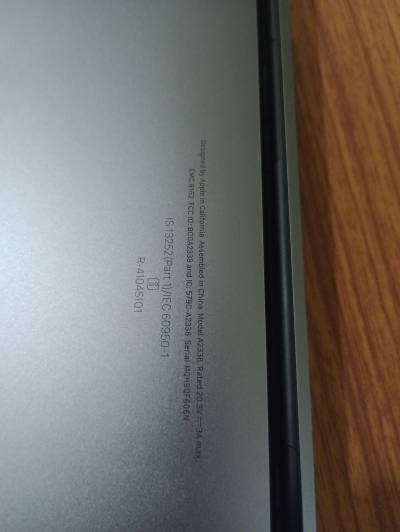 Designed by Apple in California Assembled in China Model A2338 Rated 20.3V⎓3A max
EMC 8162 FCC ID: BCGA2338 and IC: 579C-A2338 Serial
IS 13252 (Part 1)/IEC 60950-1
R-41045101